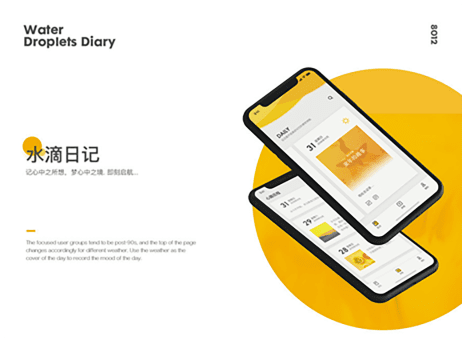 Water
Droplets Diary
8012
水滴日记
记心中之所想、梦心中之境. 即刻启航...
The focused user groups tend to be post-90s, and the top of the page
changes accordingly for different weather. Use the weather as the
cover of the day to record the mood of the day.
DAILY
31
31
29
28